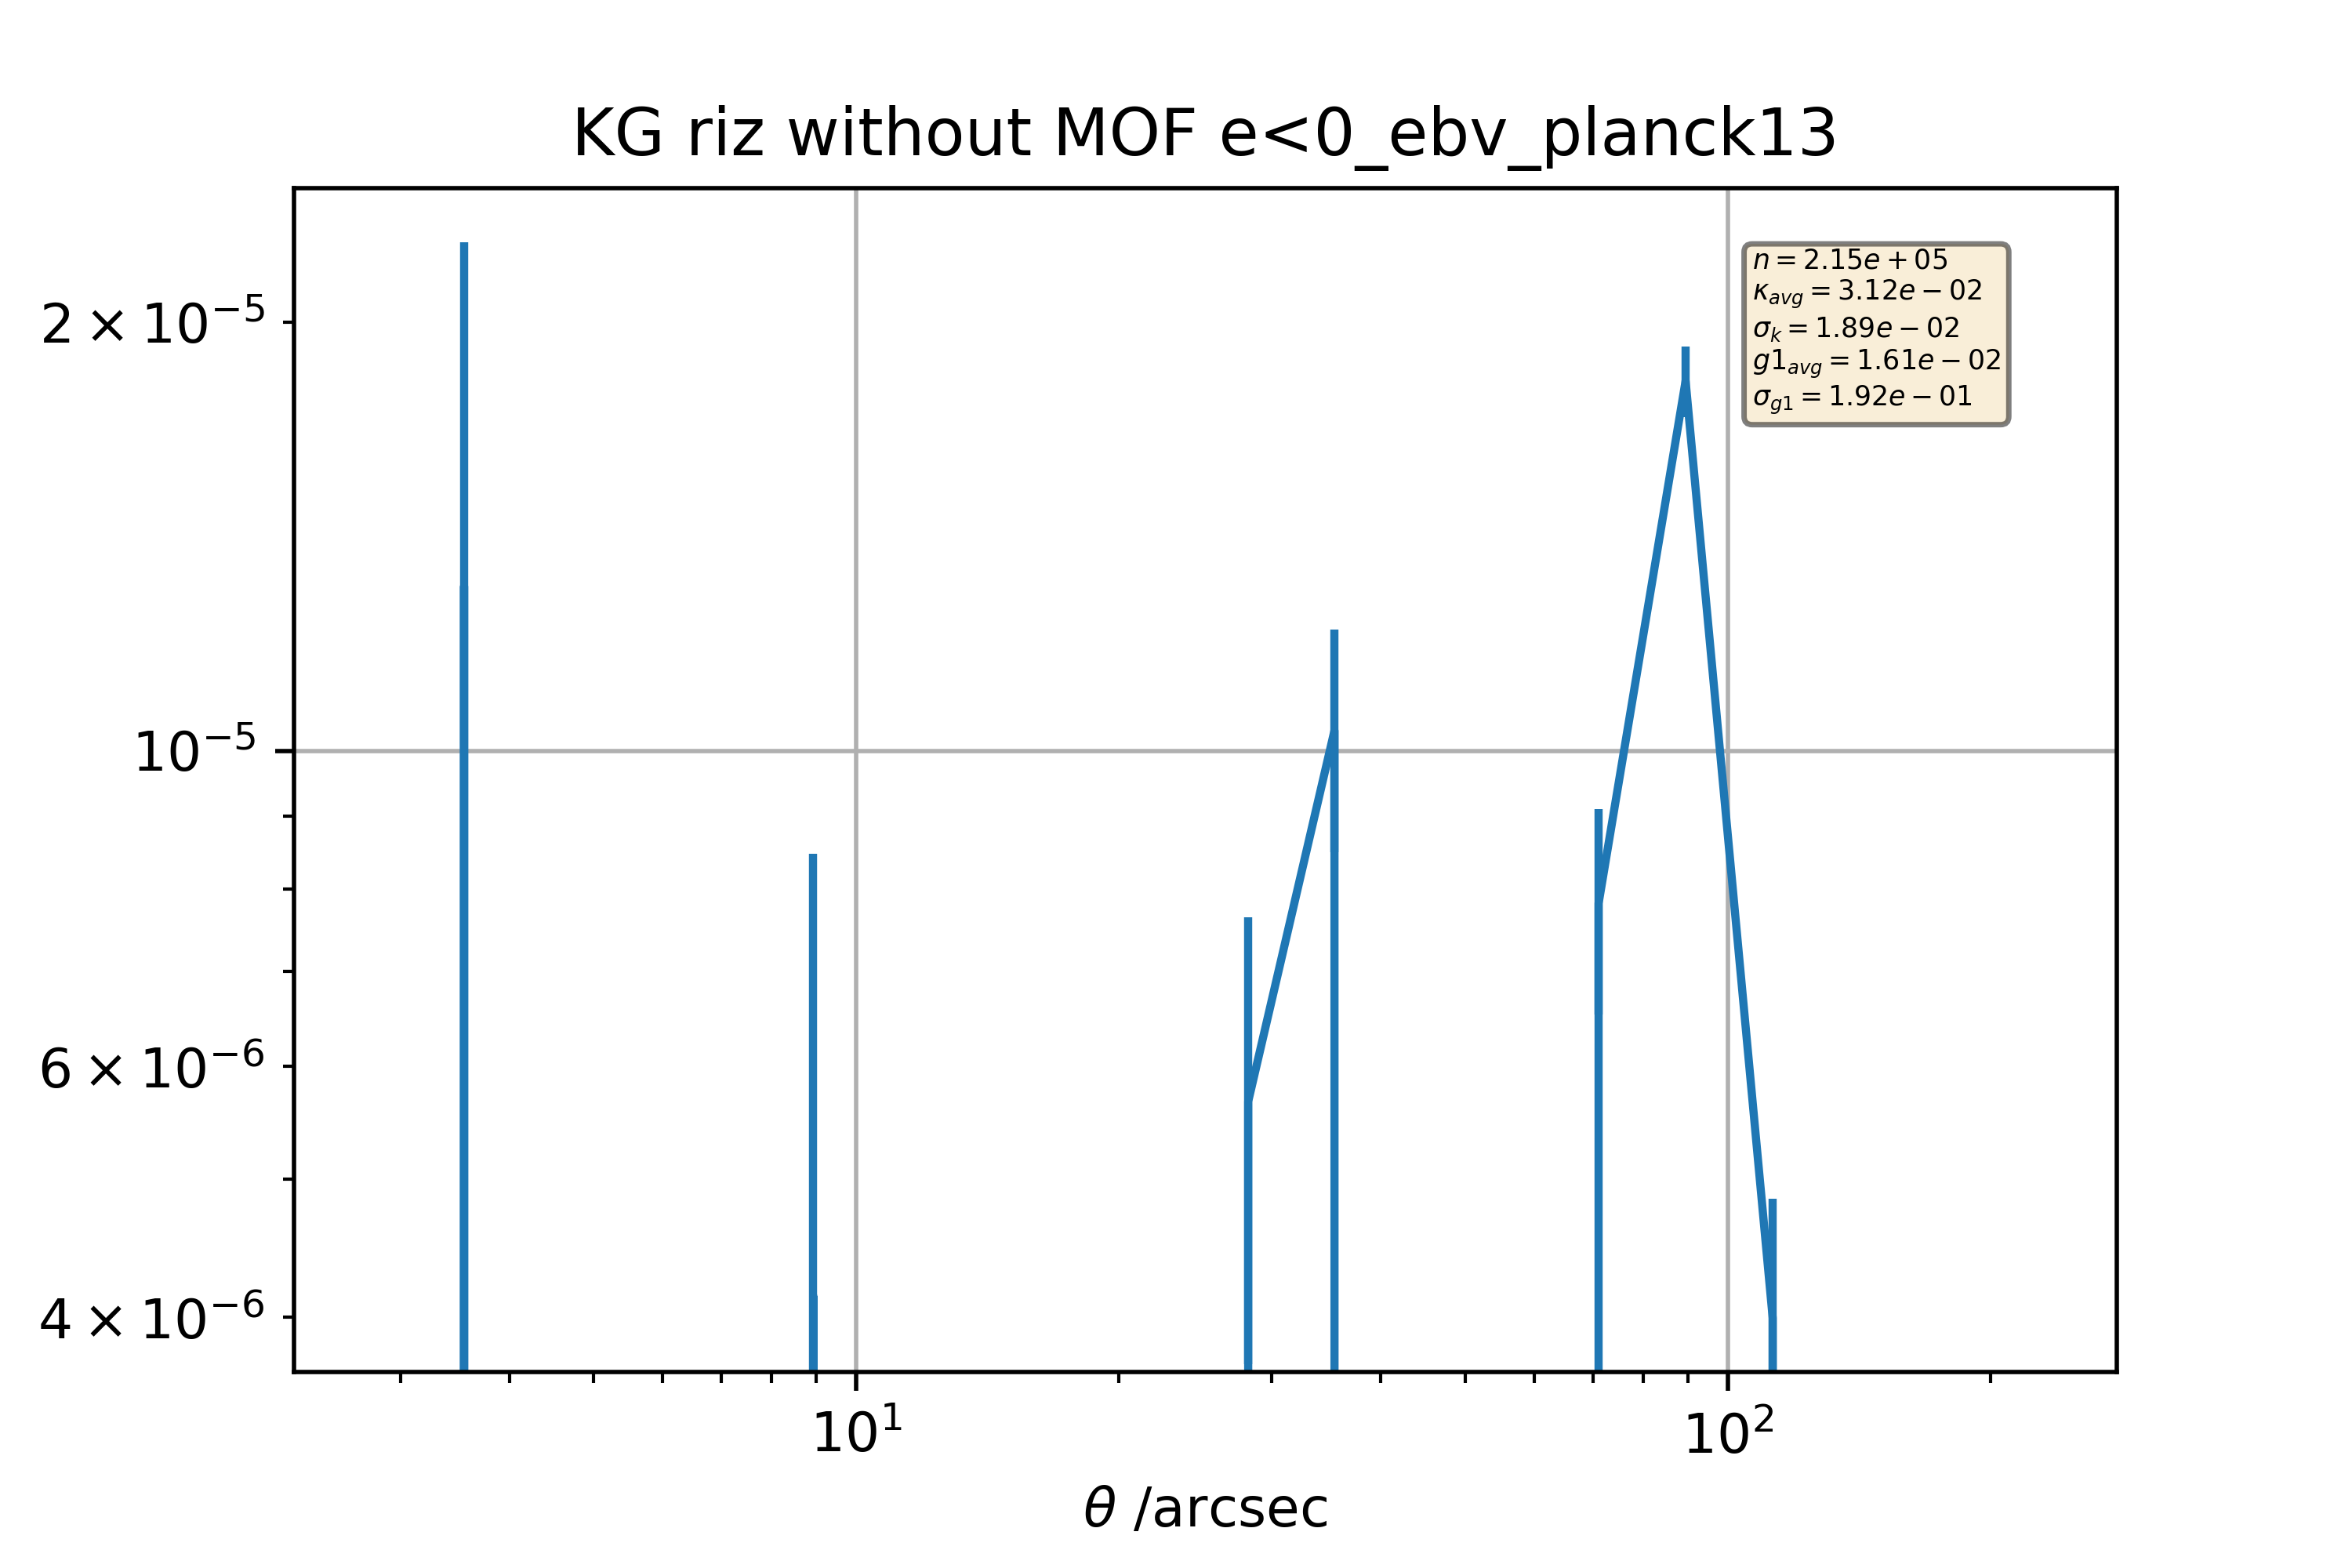 KG riz without MOF e<0_ebv_planck13
2 × 10⁻⁵
10⁻⁵
6 × 10⁻⁶
4 × 10⁻⁶
n = 2.15e + 05
κ_avg = 3.12e − 02
σ_k = 1.89e − 02
g1_avg = 1.61e − 02
σ_g1 = 1.92e − 01
10¹
10²
θ /arcsec